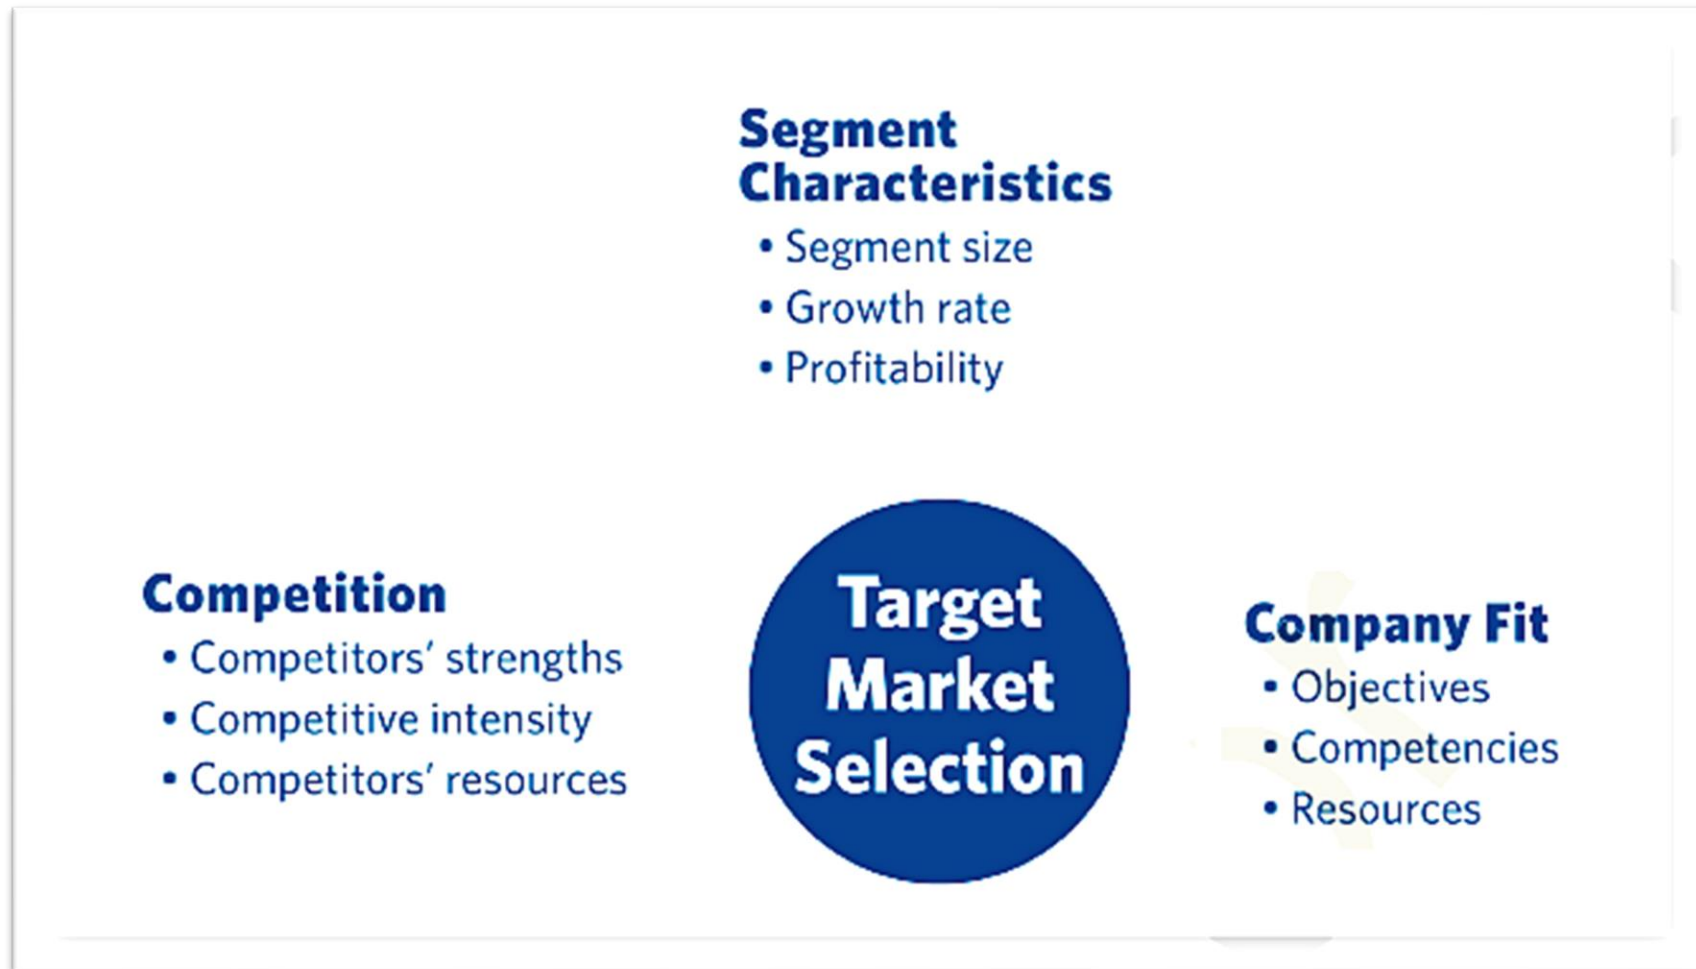 Segment
Characteristics
• Segment size
• Growth rate
• Profitability
Competition
• Competitors’ strengths
• Competitive intensity
• Competitors’ resources
Target
Market
Selection
Company Fit
• Objectives
• Competencies
• Resources